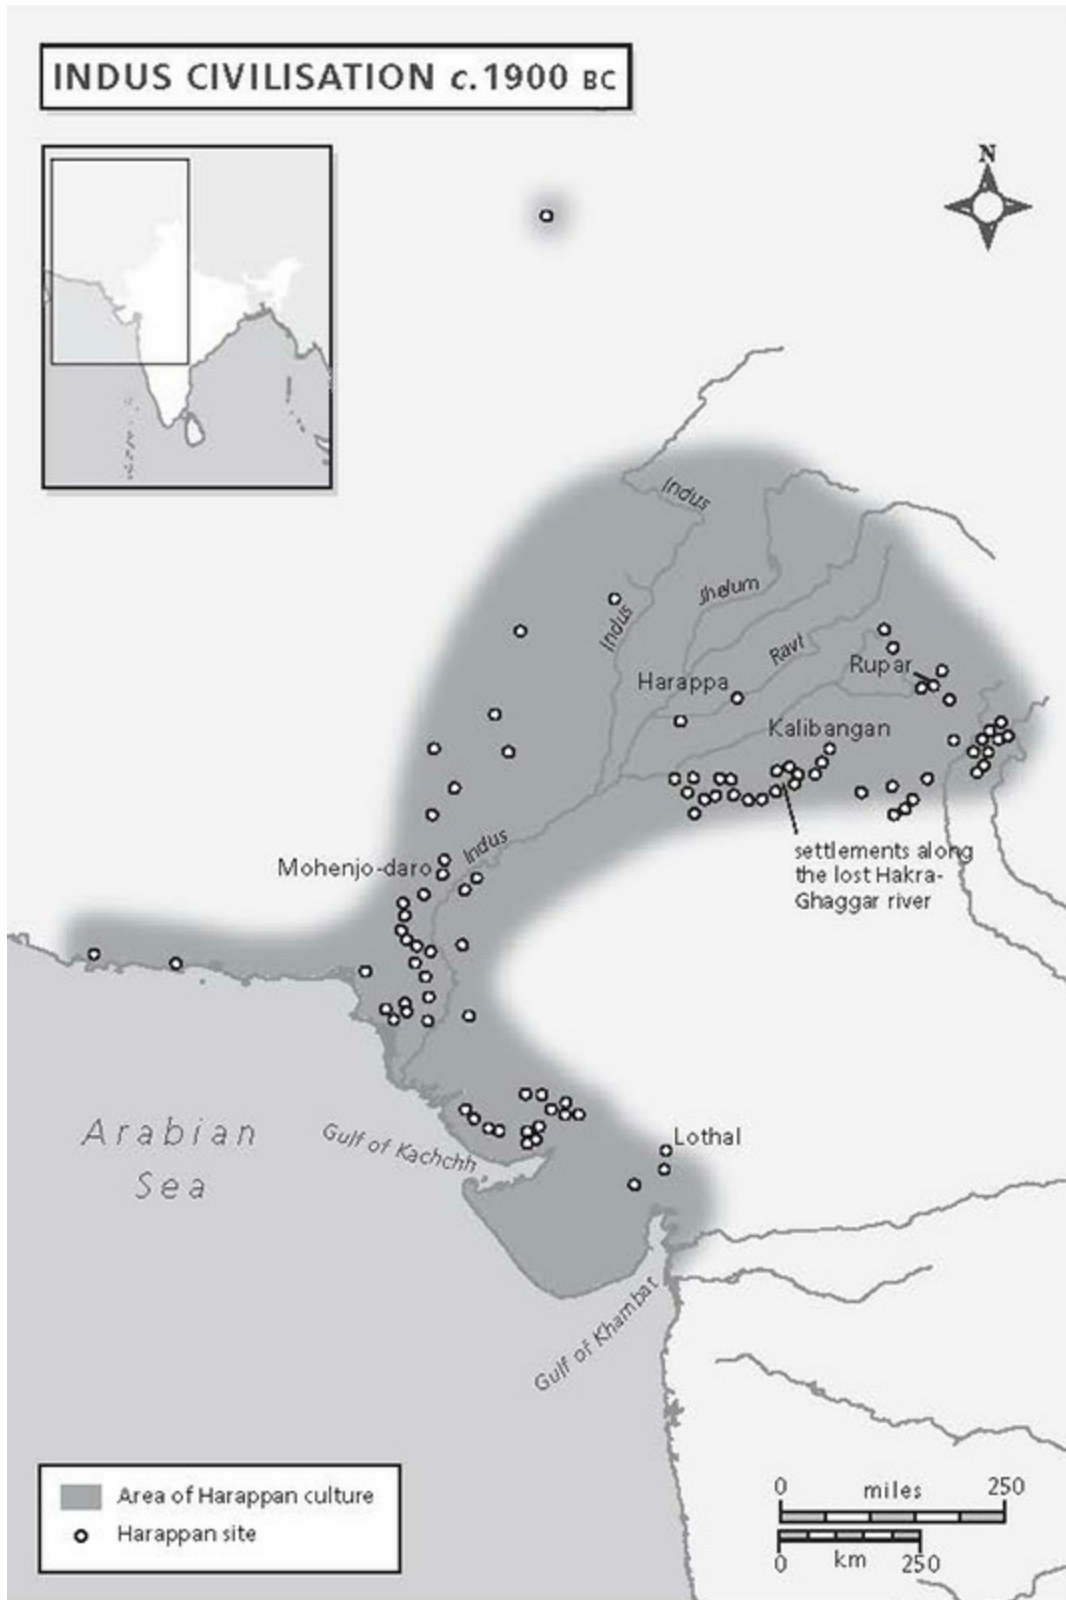 INDUS CIVILISATION c.1900 BC
N
Indus
Jhelum
Indus
Ravi
Rupar
Harappa
Kalibangan
Indus
Mohenjo-daro
settlements along
the lost Hakra-
Ghaggar river
Arabian
Sea
Gulf of Kachchh
Lothal
Gulf of Khambat
Area of Harappan culture
Harappan site
0 miles 250
0 km 250